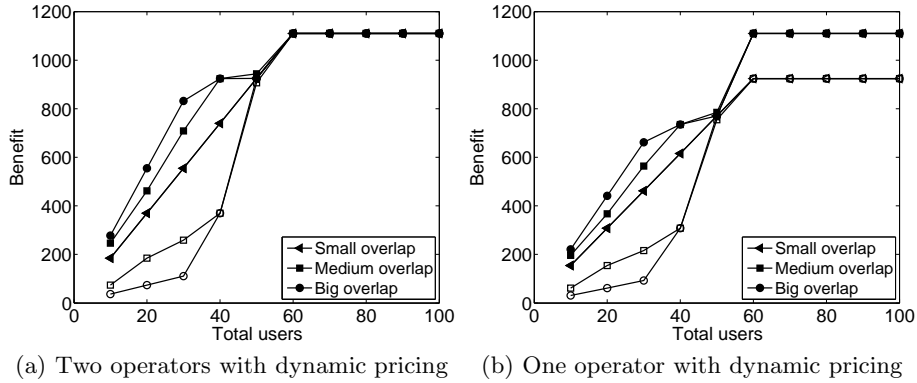 1200
1000
800
600
400
200
0
Benefit
0 20 40 60 80 100
Total users
Small overlap
Medium overlap
Big overlap
(a) Two operators with dynamic pricing
1200
1000
800
600
400
200
0
Benefit
0 20 40 60 80 100
Total users
Small overlap
Medium overlap
Big overlap
(b) One operator with dynamic pricing